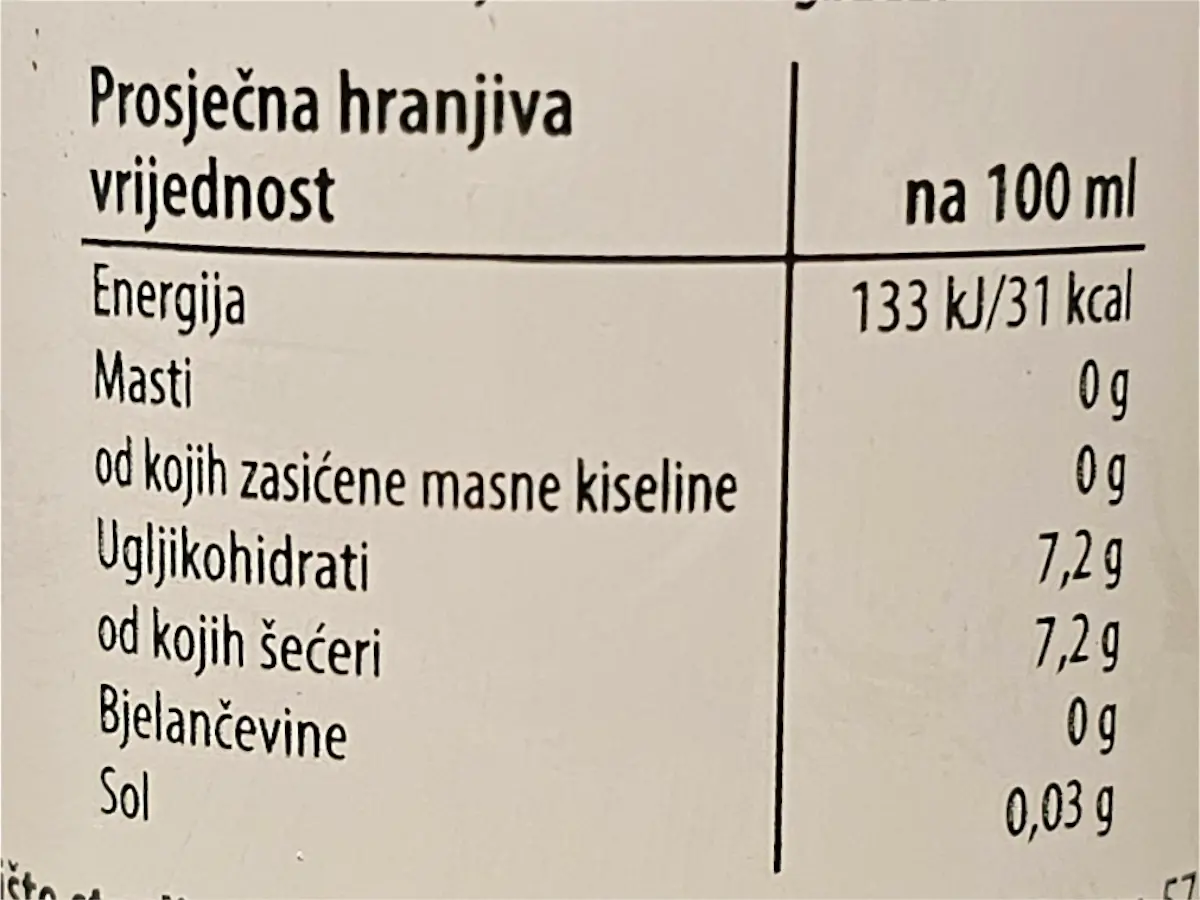 Prosječna hranjiva
vrijednost na 100 ml
Energija 133 kJ/31 kcal
Masti 0 g
od kojih zasićene masne kiseline 0 g
Ugljikohidrati 7,2 g
od kojih šećeri 7,2 g
Bjelančevine 0 g
Sol 0,03 g